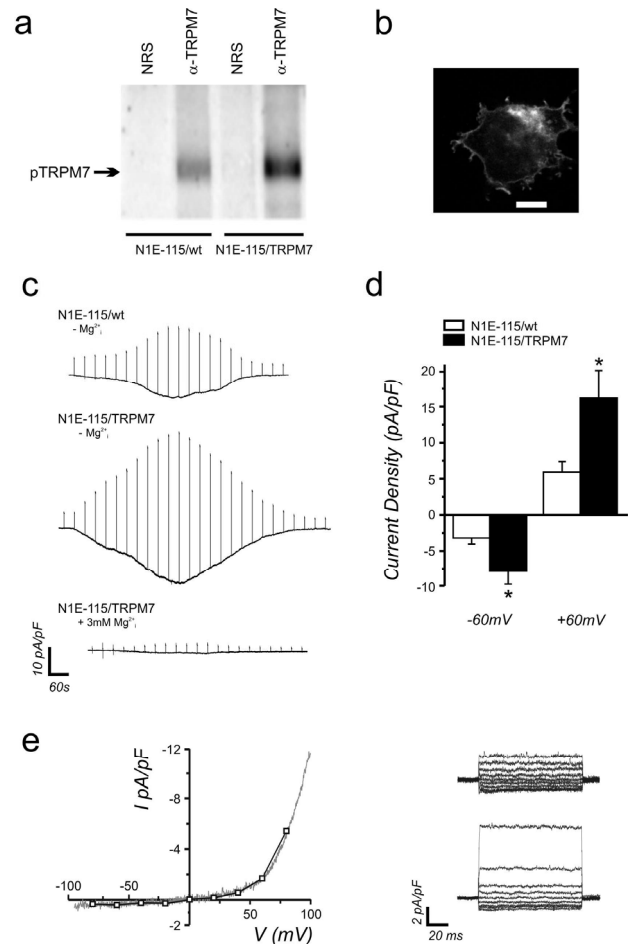 a
NRS
α-TRPM7
NRS
α-TRPM7
pTRPM7
N1E-115/wt
N1E-115/TRPM7
b
c
N1E-115/wt
- Mg²⁺i
N1E-115/TRPM7
- Mg²⁺i
N1E-115/TRPM7
+ 3mM Mg²⁺i
10 pA/pF
60s
d
N1E-115/wt
N1E-115/TRPM7
Current Density (pA/pF)
20
15
10
5
0
-5
-10
*
*
-60mV
+60mV
e
I pA/pF
-12
-8
-4
-2
-100
-50
50
100
V (mV)
2 pA/pF
20 ms